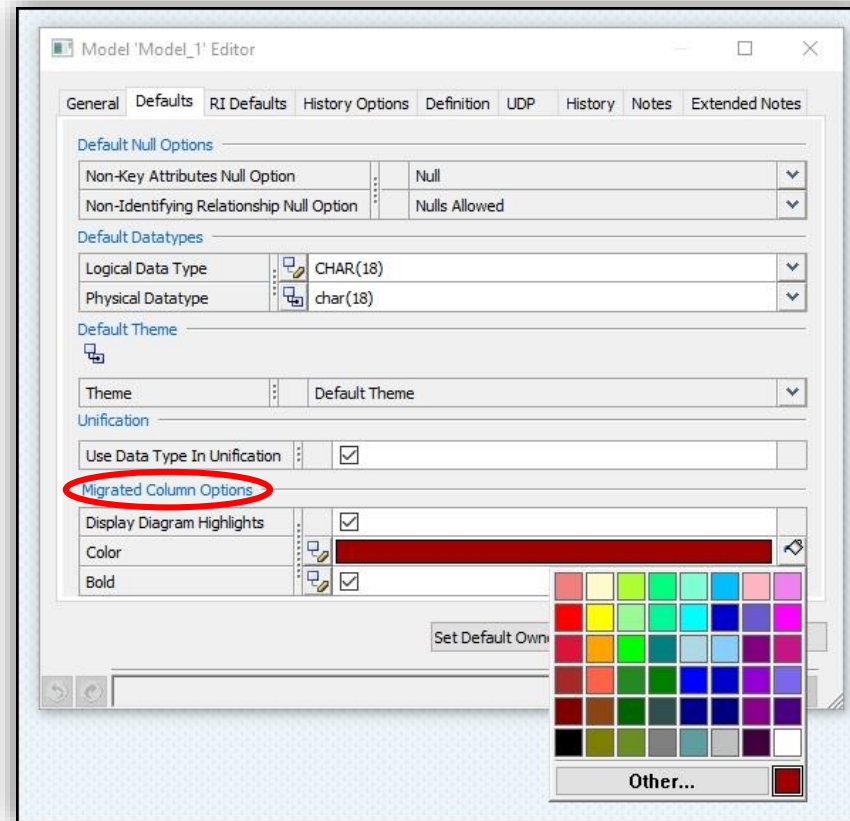 Model 'Model_1' Editor
General Defaults RI Defaults History Options Definition UDP History Notes Extended Notes
Default Null Options
Non-Key Attributes Null Option Null
Non-Identifying Relationship Null Option Nulls Allowed
Default Datatypes
Logical Data Type CHAR(18)
Physical Datatype char(18)
Default Theme
Theme Default Theme
Unification
Use Data Type In Unification
Migrated Column Options
Display Diagram Highlights
Color
Bold
Set Default
Other...